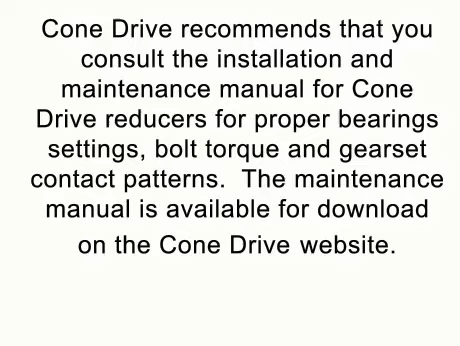 Cone Drive recommends that you
consult the installation and
maintenance manual for Cone
Drive reducers for proper bearings
settings, bolt torque and gearset
contact patterns.  The maintenance
manual is available for download
on the Cone Drive website.